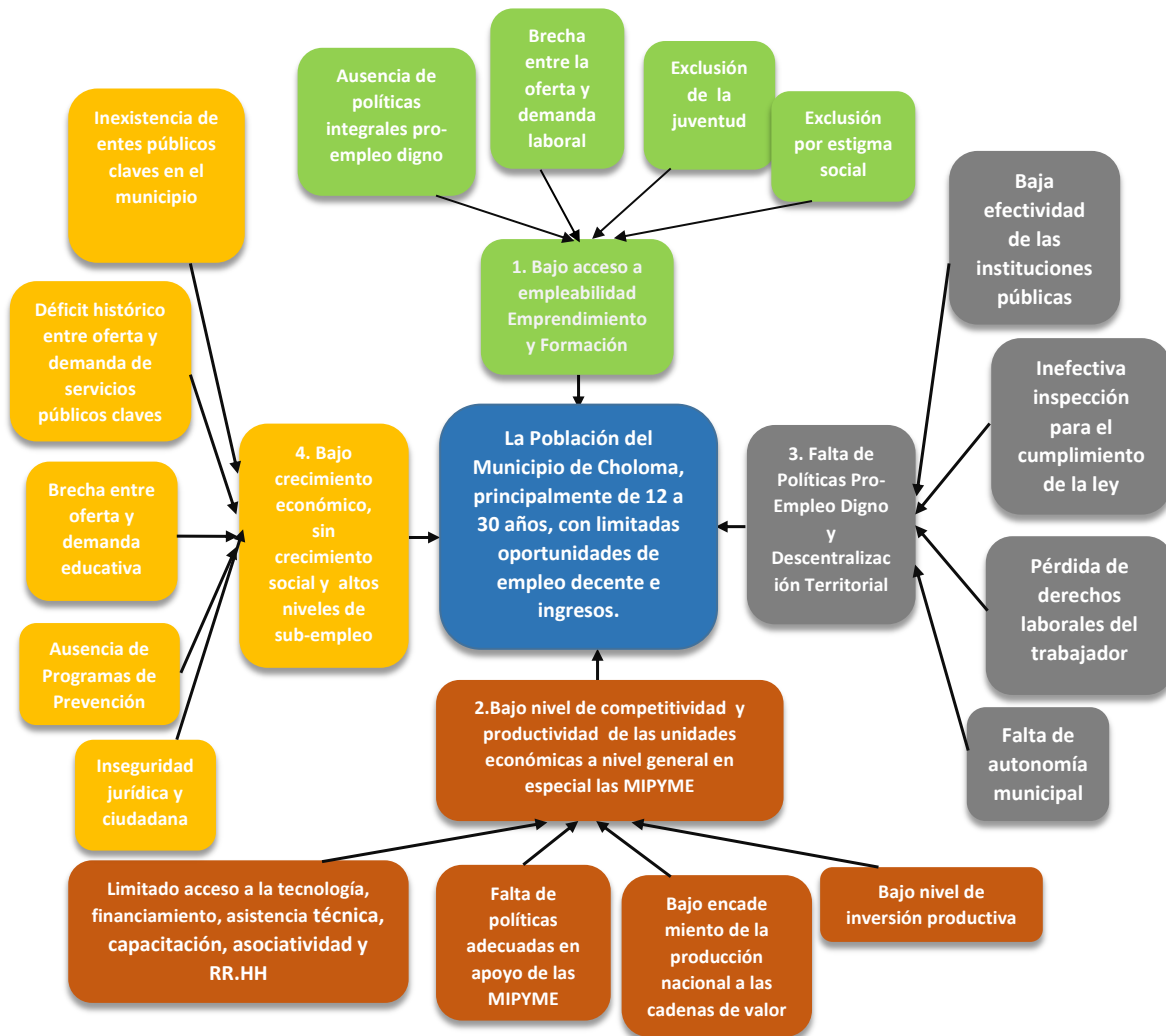 Ausencia de
políticas
integrales pro-
empleo digno
Brecha
entre la
oferta y
demanda
laboral
Exclusión
de la
juventud
Exclusión
por estigma
social
1. Bajo acceso a
empleabilidad
Emprendimiento
y Formación
Inexistencia de
entes públicos
claves en el
municipio
Déficit histórico
entre oferta y
demanda de
servicios
públicos claves
Brecha entre
oferta y
demanda
educativa
Ausencia de
Programas de
Prevención
Inseguridad
jurídica y
ciudadana
4. Bajo
crecimiento
económico,
sin
crecimiento
social y altos
niveles de
sub-empleo
La Población del
Municipio de Choloma,
principalmente de 12 a
30 años, con limitadas
oportunidades de
empleo decente e
ingresos.
3. Falta de
Políticas Pro-
Empleo Digno
y
Descentralizac
ión Territorial
Baja
efectividad
de las
instituciones
públicas
Inefectiva
inspección
para el
cumplimiento
de la ley
Pérdida de
derechos
laborales del
trabajador
Falta de
autonomía
municipal
2.Bajo nivel de competitividad y
productividad de las unidades
económicas a nivel general en
especial las MIPYME
Limitado acceso a la tecnología,
financiamiento, asistencia técnica,
capacitación, asociatividad y
RR.HH
Falta de
políticas
adecuadas en
apoyo de las
MIPYME
Bajo encade
miento de la
producción
nacional a las
cadenas de valor
Bajo nivel de
inversión productiva